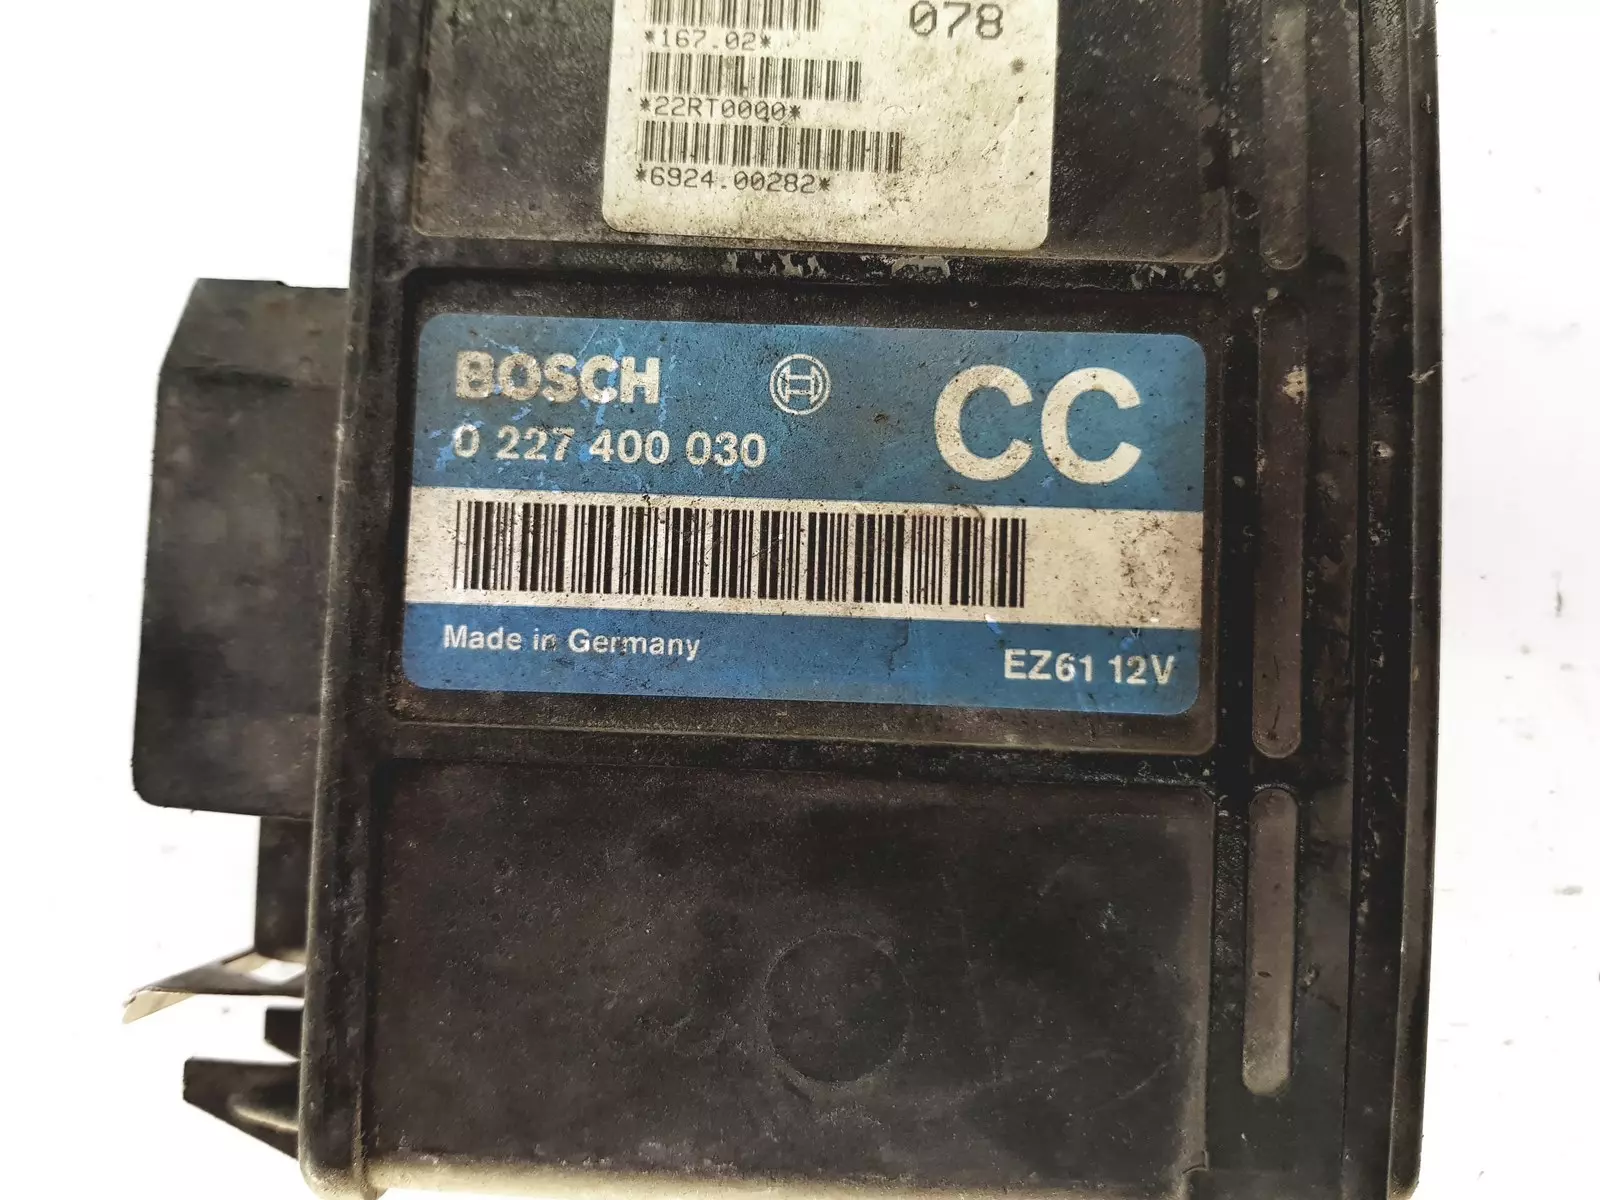 078
*167.02*
*22RT0000*
*6924.00282*
BOSCH
CC
0 227 400 030
Made in Germany
EZ61 12V